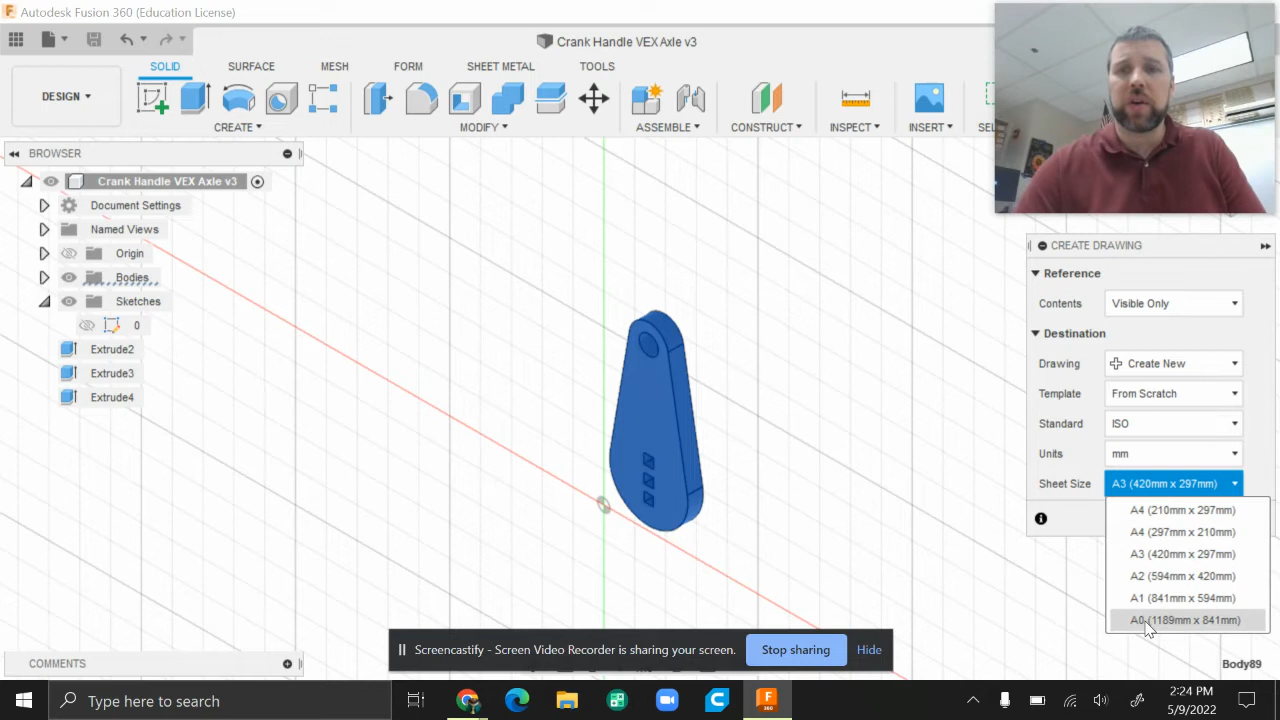 Autodesk Fusion 360 (Education License)
Crank Handle VEX Axle v3
SOLID SURFACE MESH FORM SHEET METAL TOOLS
DESIGN
CREATE MODIFY ASSEMBLE CONSTRUCT INSPECT INSERT
BROWSER
Crank Handle VEX Axle v3
Document Settings
Named Views
Origin
Bodies
Sketches
0
Extrude2
Extrude3
Extrude4
CREATE DRAWING
Reference
Contents Visible Only
Destination
Drawing Create New
Template From Scratch
Standard ISO
Units mm
Sheet Size A3 (420mm x 297mm)
A4 (210mm x 297mm)
A4 (297mm x 210mm)
A3 (420mm x 297mm)
A2 (594mm x 420mm)
A1 (841mm x 594mm)
A0 (1189mm x 841mm)
Screencastify - Screen Video Recorder is sharing your screen. Stop sharing Hide
COMMENTS
Body89
Type here to search
F
360
2:24 PM
5/9/2022